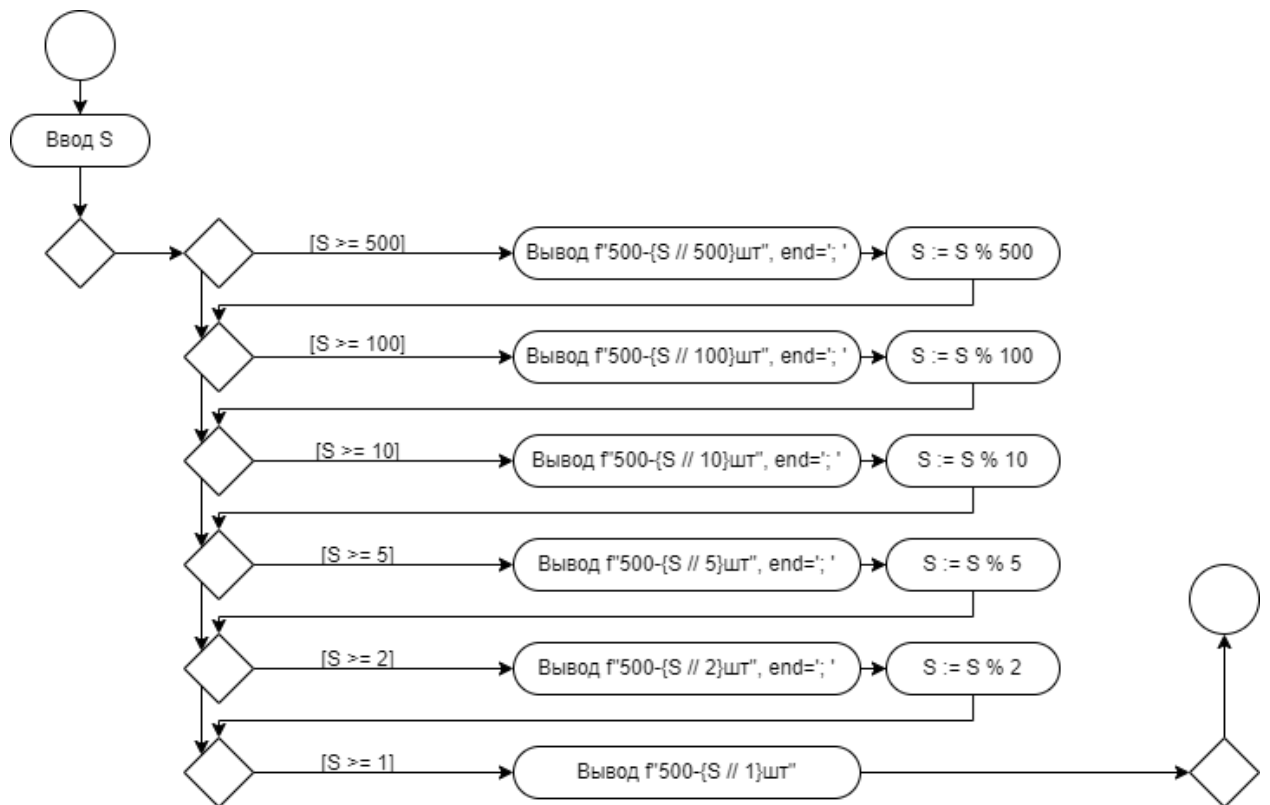 Ввод S
[S >= 500]
Вывод f"500-{S // 500}шт", end='; '
S := S % 500
[S >= 100]
Вывод f"500-{S // 100}шт", end='; '
S := S % 100
[S >= 10]
Вывод f"500-{S // 10}шт", end='; '
S := S % 10
[S >= 5]
Вывод f"500-{S // 5}шт", end='; '
S := S % 5
[S >= 2]
Вывод f"500-{S // 2}шт", end='; '
S := S % 2
[S >= 1]
Вывод f"500-{S // 1}шт"